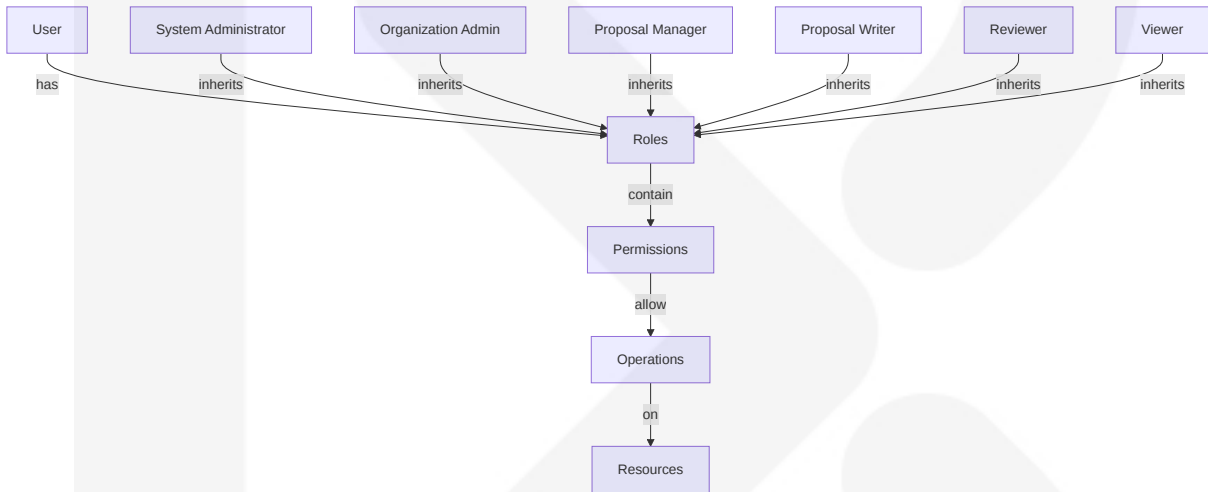 User
System Administrator
Organization Admin
Proposal Manager
Proposal Writer
Reviewer
Viewer
has
inherits
inherits
inherits
inherits
inherits
inherits
Roles
contain
Permissions
allow
Operations
on
Resources